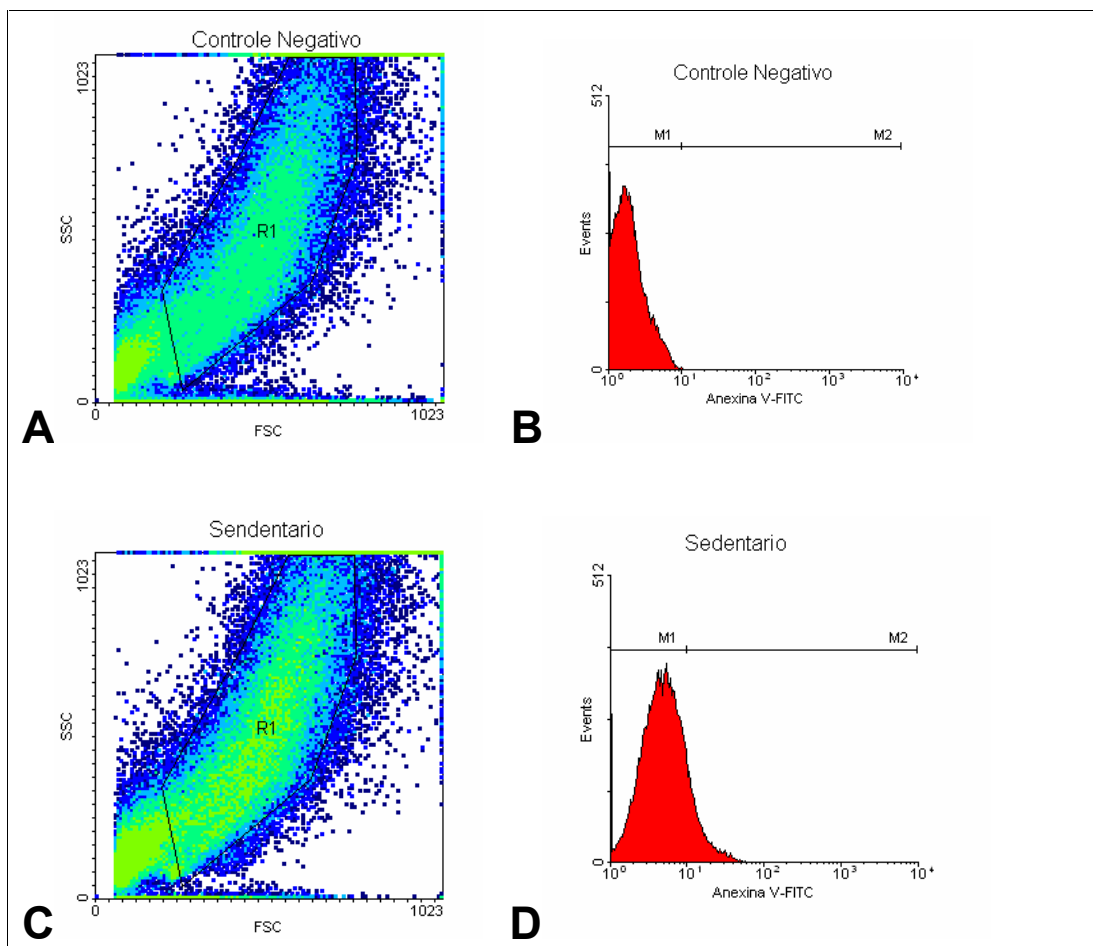 Controle Negativo
1023
SSC
R1
0
0
1023
FSC
A
Controle Negativo
512
M1
M2
Events
0
10⁰
10¹
10²
10³
10⁴
Anexina V-FITC
B
Sendentario
1023
SSC
R1
0
0
1023
FSC
C
Sedentario
512
M1
M2
Events
0
10⁰
10¹
10²
10³
10⁴
Anexina V-FITC
D